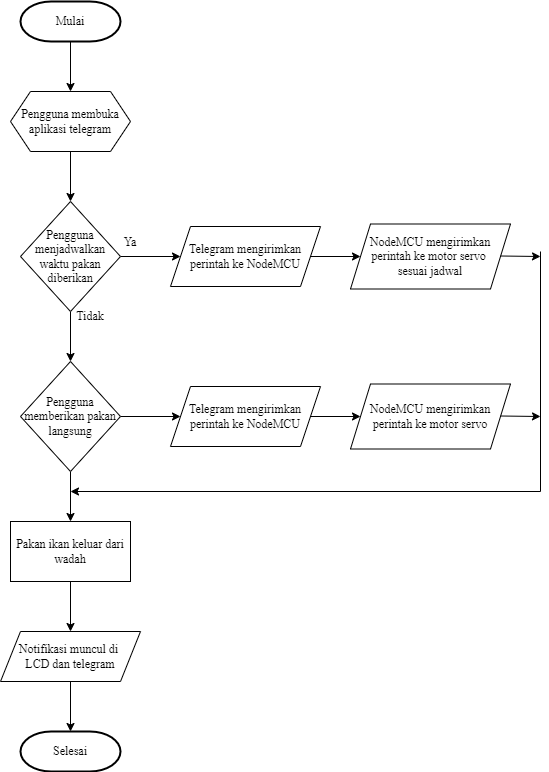 Mulai
Pengguna membuka
aplikasi telegram
Pengguna
menjadwalkan
waktu pakan
diberikan
Ya
Telegram mengirimkan
perintah ke NodeMCU
NodeMCU mengirimkan
perintah ke motor servo
sesuai jadwal
Tidak
Pengguna
memberikan pakan
langsung
Telegram mengirimkan
perintah ke NodeMCU
NodeMCU mengirimkan
perintah ke motor servo
Pakan ikan keluar dari
wadah
Notifikasi muncul di
LCD dan telegram
Selesai